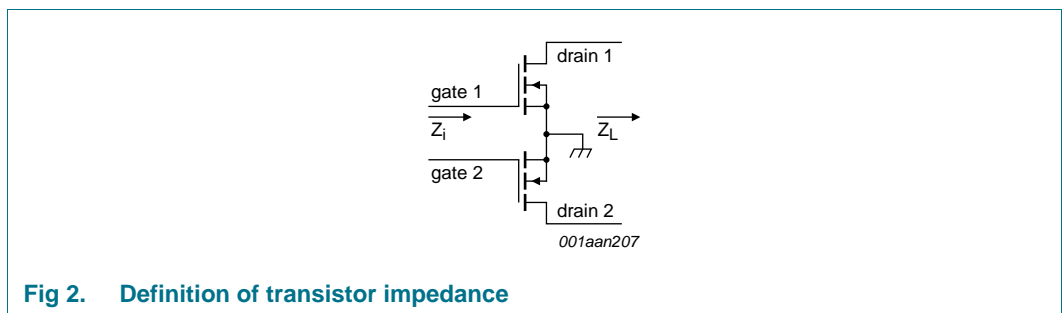 drain 1
gate 1
Zi
ZL
gate 2
drain 2
001aan207
Fig 2. Definition of transistor impedance